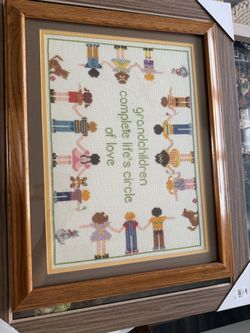 grandchildren
complete life's circle
of love